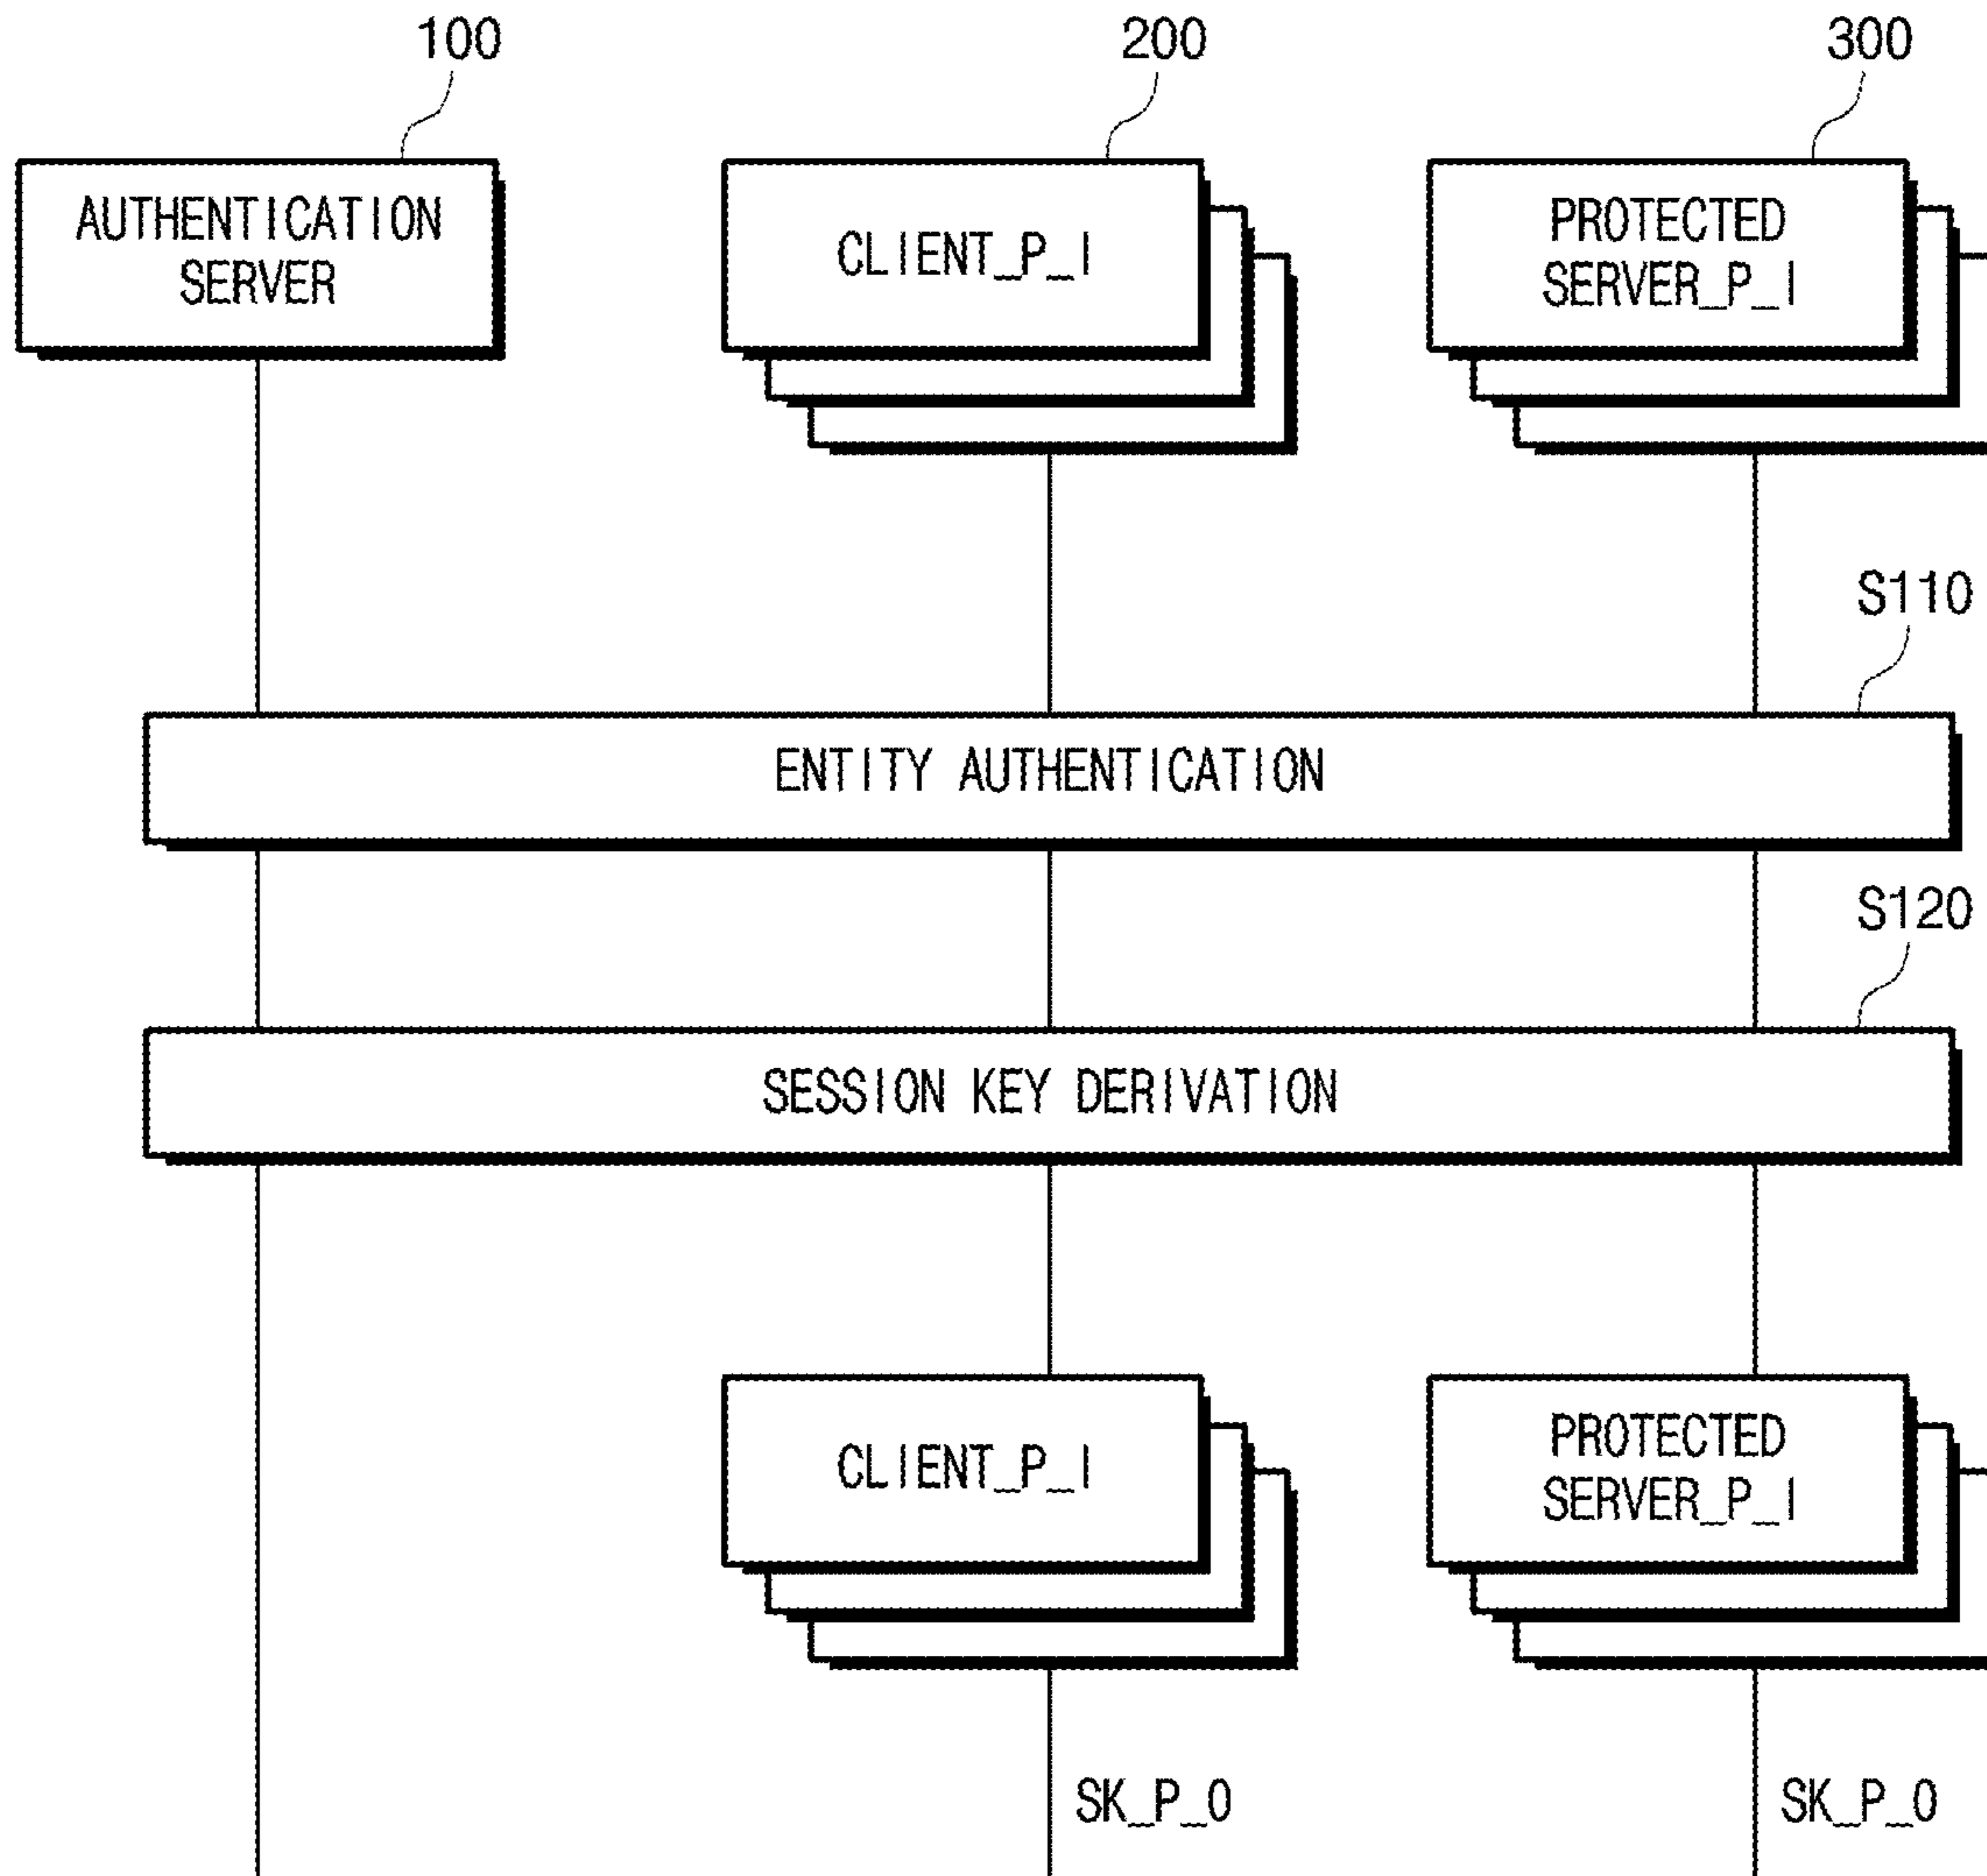 100
200
300
AUTHENTICATION
SERVER
CLIENT_P_I
PROTECTED
SERVER_P_I
S110
ENTITY AUTHENTICATION
S120
SESSION KEY DERIVATION
CLIENT_P_I
PROTECTED
SERVER_P_I
SK_P_0
SK_P_0